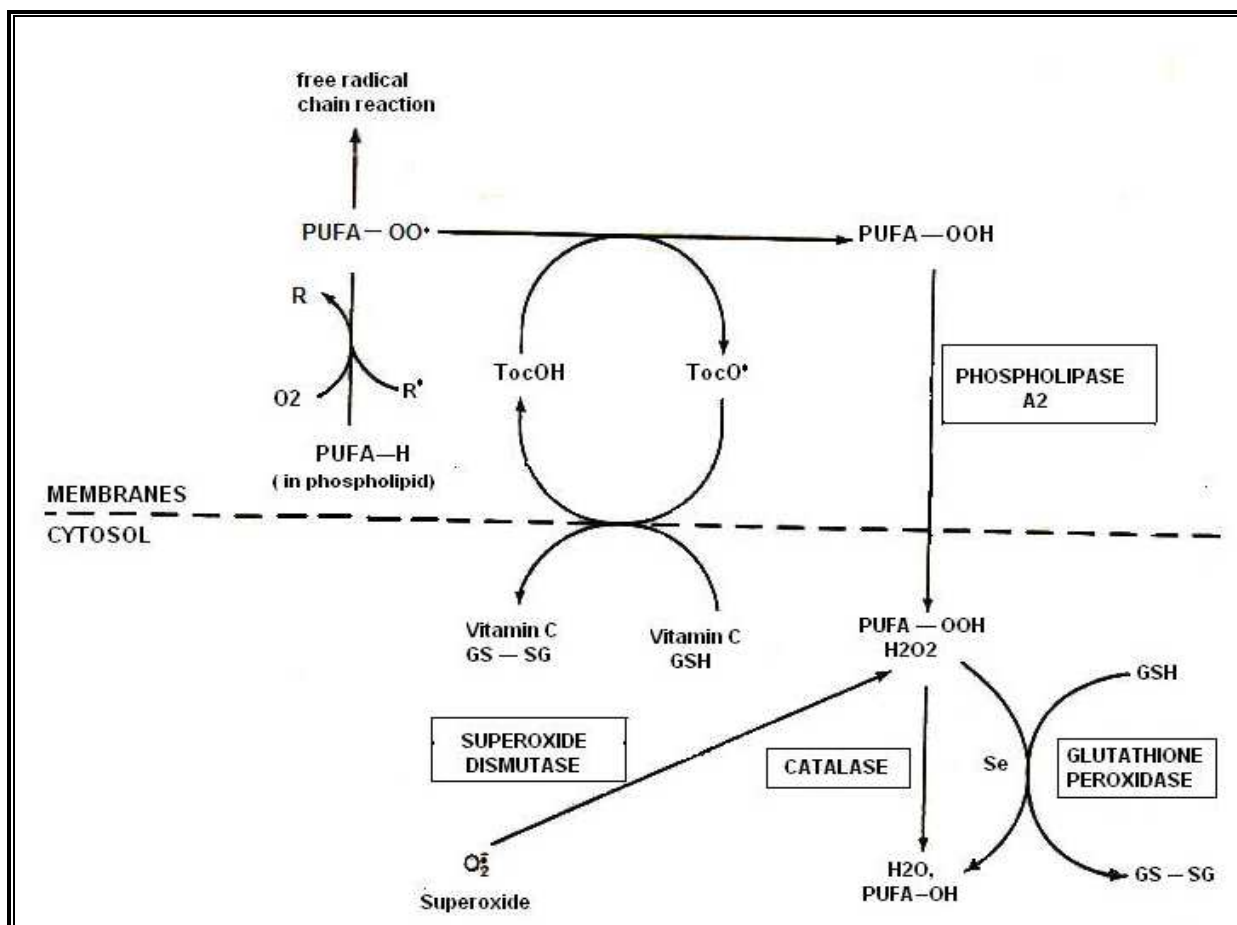 free radical
chain reaction
PUFA — OO•
PUFA — OOH
R
TocOH
TocO•
O2
R•
PHOSPHOLIPASE
A2
PUFA—H
( in phospholipid)
MEMBRANES
CYTOSOL
Vitamin C
GS — SG
Vitamin C
GSH
PUFA — OOH
H2O2
GSH
SUPEROXIDE
DISMUTASE
CATALASE
Se
GLUTATHIONE
PEROXIDASE
O2•̄
Superoxide
H2O,
PUFA–OH
GS — SG